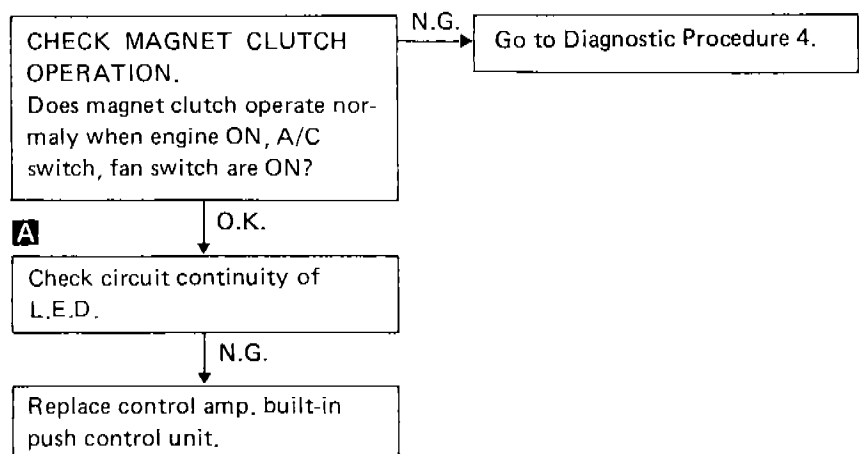 CHECK MAGNET CLUTCH
OPERATION.
Does magnet clutch operate nor-
maly when engine ON, A/C
switch, fan switch are ON?
N.G.
Go to Diagnostic Procedure 4.
O.K.
A
Check circuit continuity of
L.E.D.
N.G.
Replace control amp. built-in
push control unit.